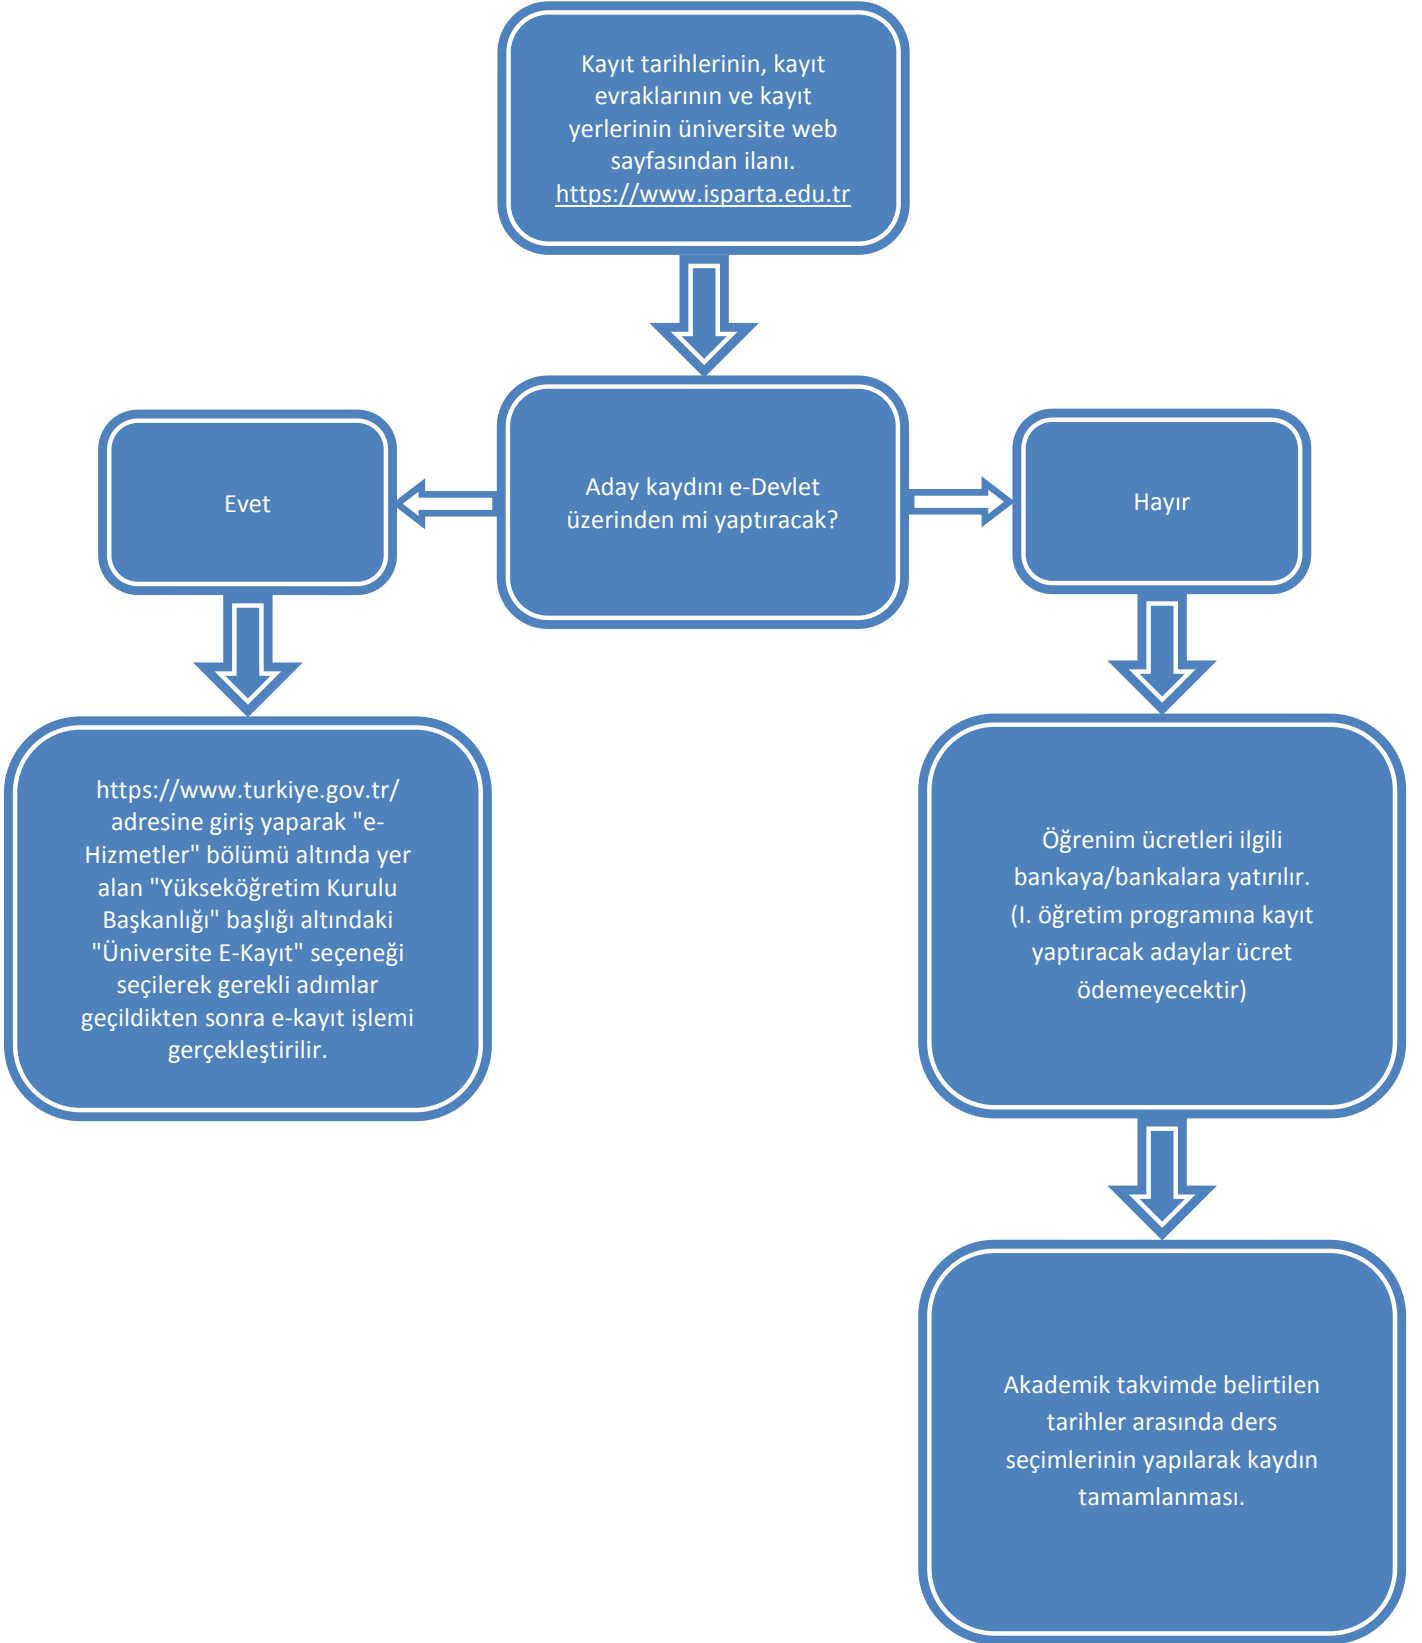 Kayıt tarihlerinin, kayıt
evraklarının ve kayıt
yerlerinin üniversite web
sayfasından ilanı.
https://www.isparta.edu.tr
Evet
Aday kaydını e-Devlet
üzerinden mi yaptıracak?
Hayır
https://www.turkiye.gov.tr/
adresine giriş yaparak "e-
Hizmetler" bölümü altında yer
alan "Yükseköğretim Kurulu
Başkanlığı" başlığı altındaki
"Üniversite E-Kayıt" seçeneği
seçilerek gerekli adımlar
geçildikten sonra e-kayıt işlemi
gerçekleştirilir.
Öğrenim ücretleri ilgili
bankaya/bankalara yatırılır.
(I. öğretim programına kayıt
yaptıracak adaylar ücret
ödemeyecektir)
Akademik takvimde belirtilen
tarihler arasında ders
seçimlerinin yapılarak kaydın
tamamlanması.